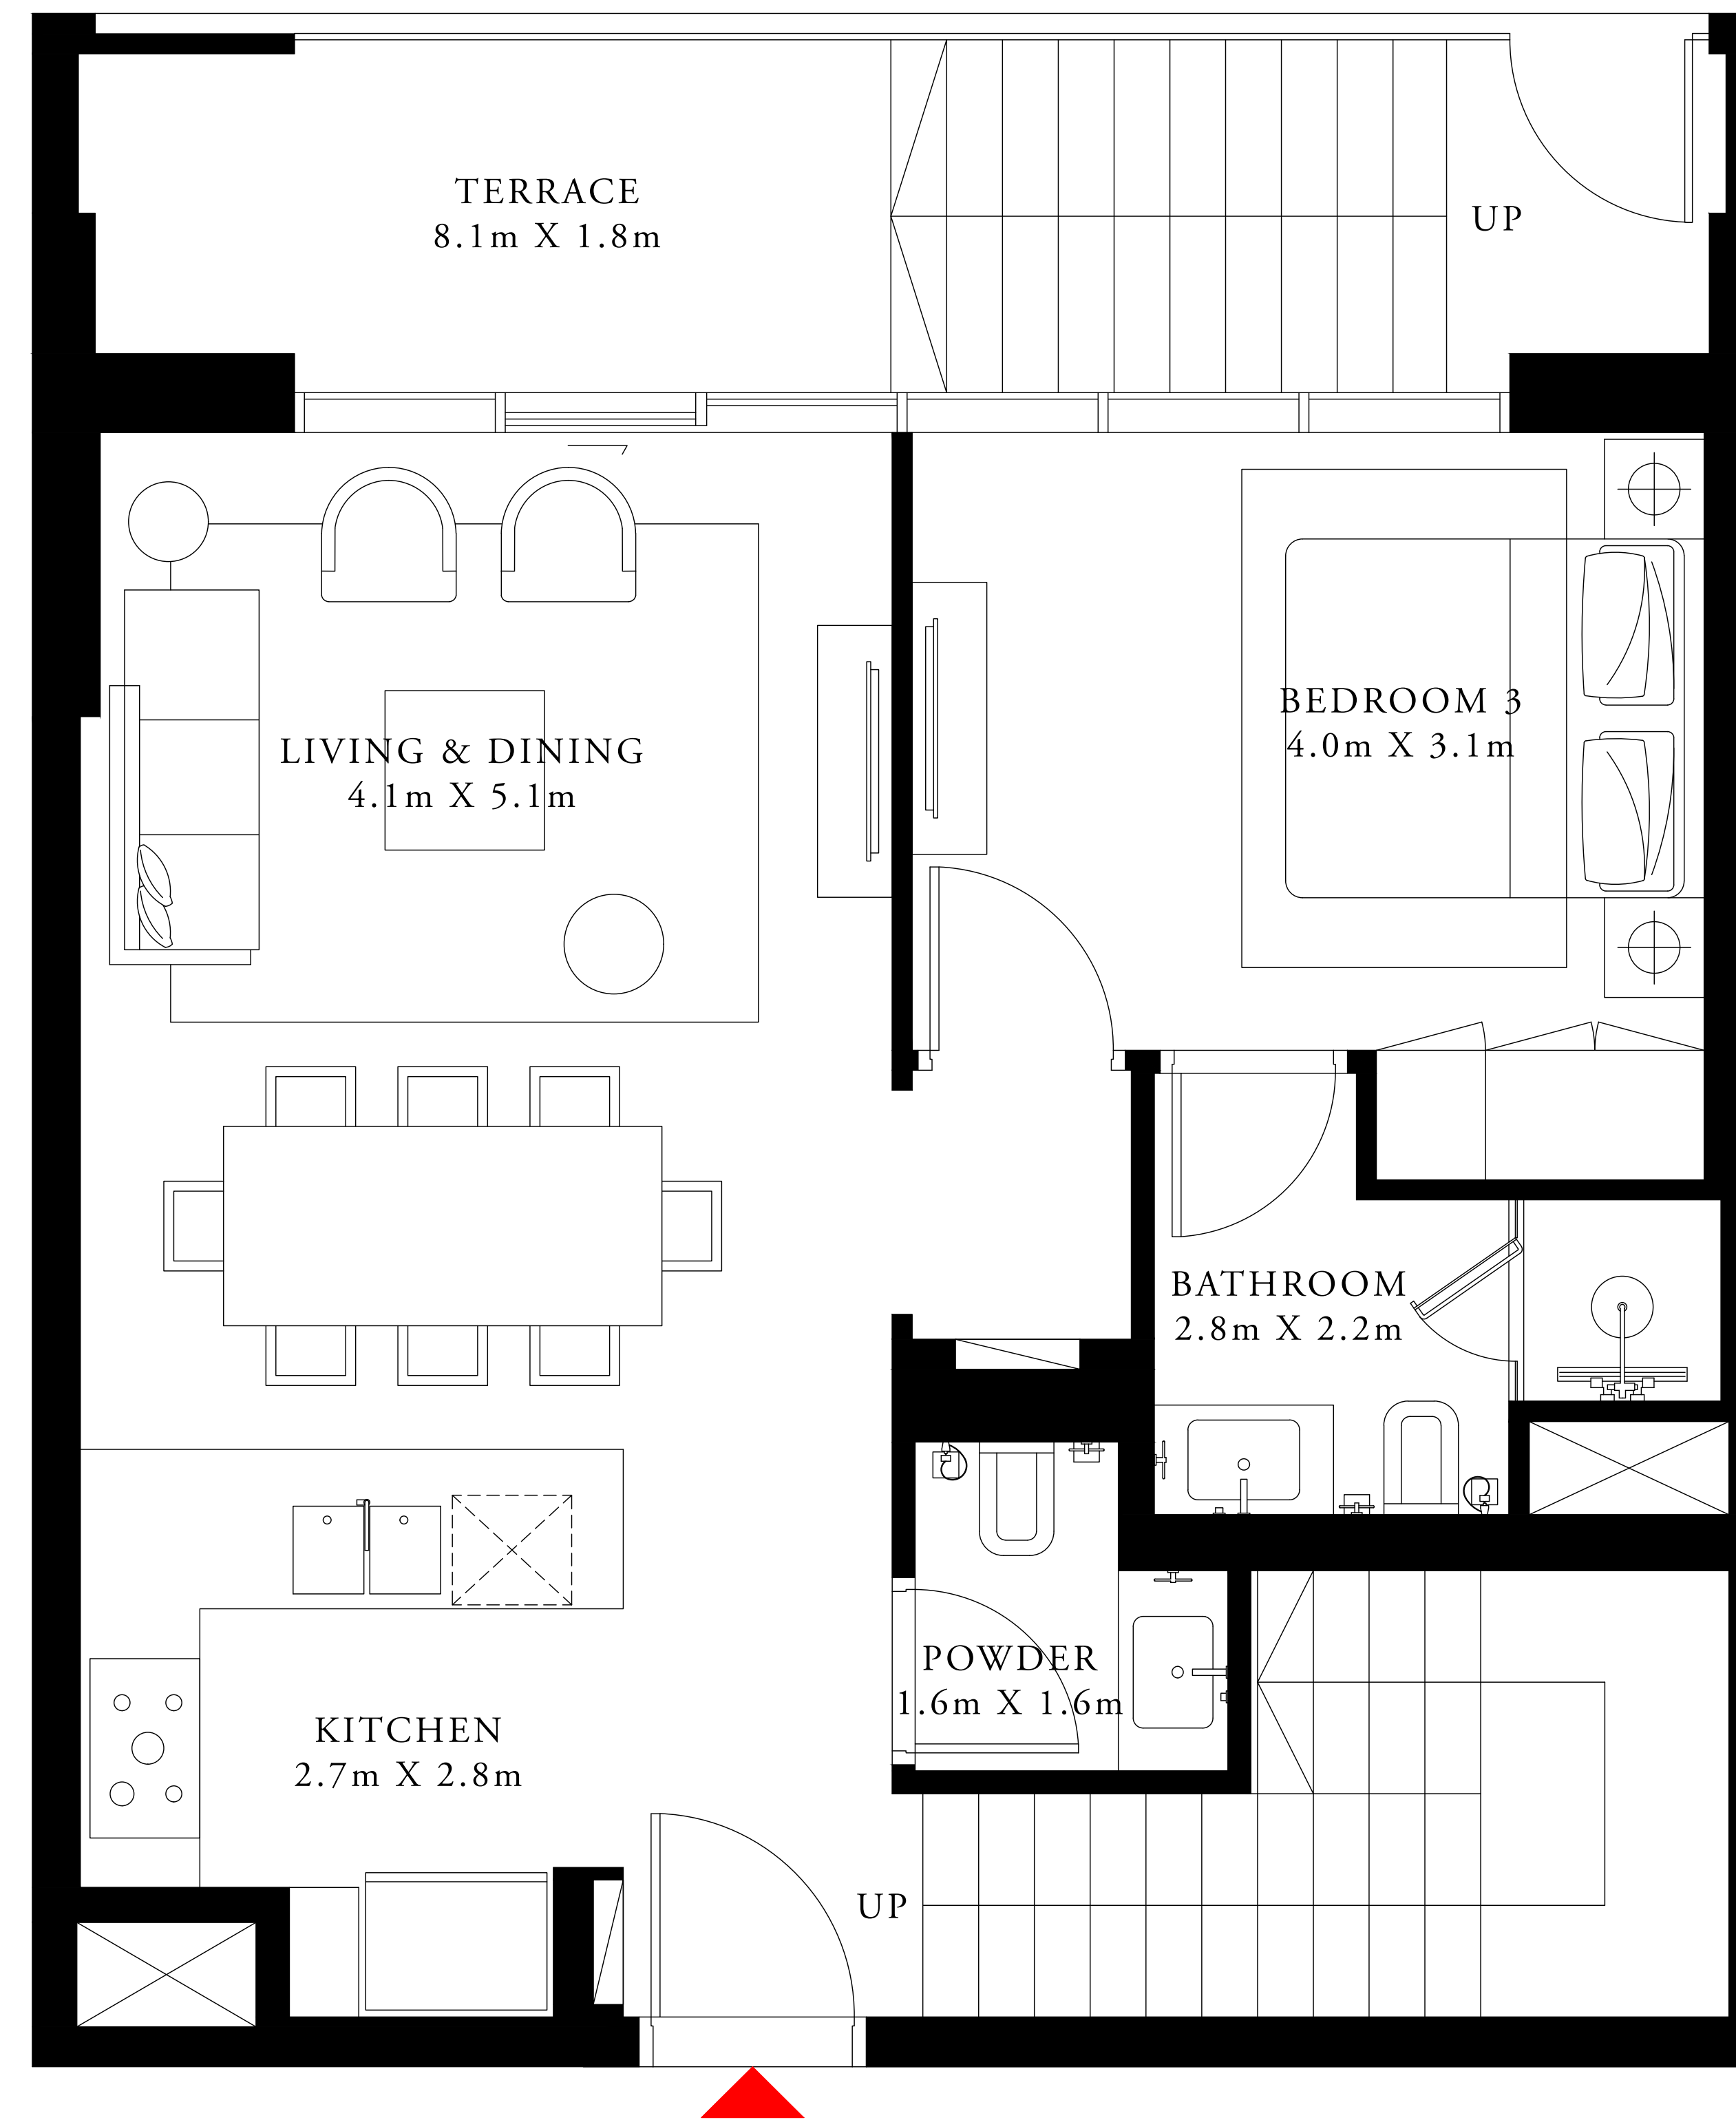 TERRACE
8.1m X 1.8m
UP
LIVING & DINING
4.1m X 5.1m
BEDROOM 3
4.0m X 3.1m
BATHROOM
2.8m X 2.2m
POWDER
1.6m X 1.6m
KITCHEN
2.7m X 2.8m
UP